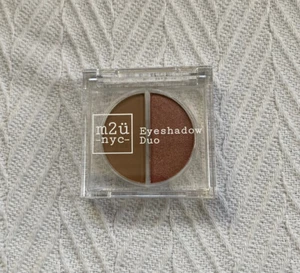 m2ü
-nyc-
Eyeshadow
Duo